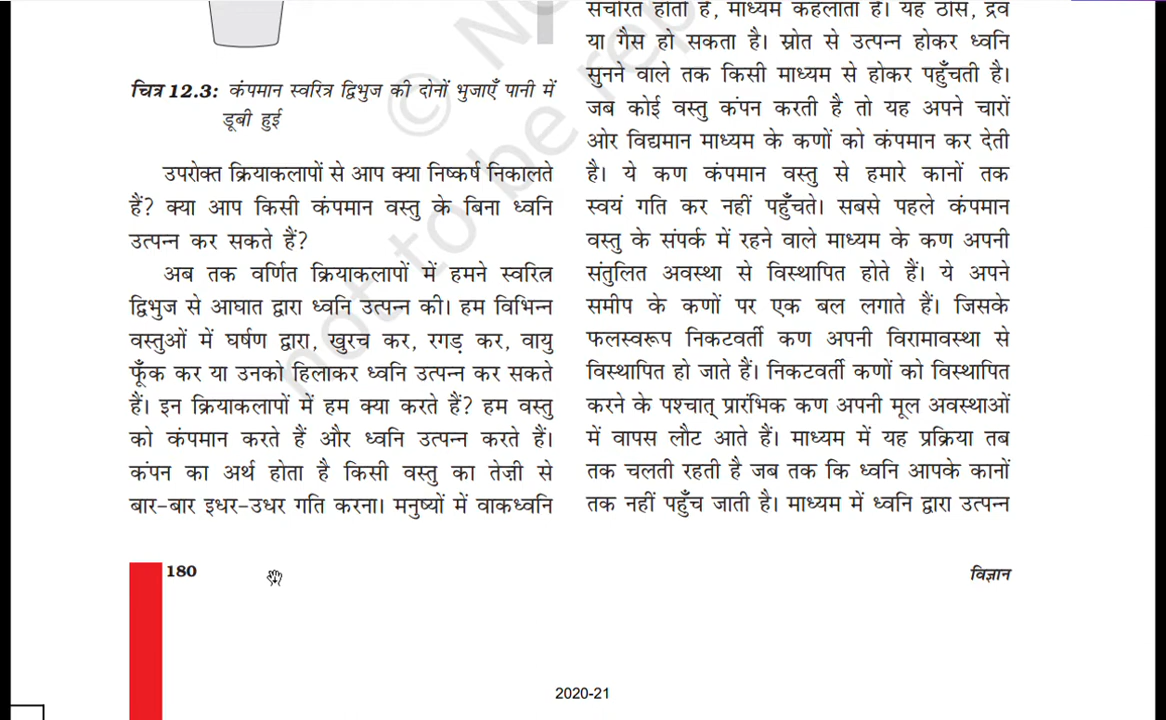 चित्र 12.3: कंपमान स्वरित्र द्विभुज की दोनों भुजाएँ पानी में
डूबी हुई
उपरोक्त क्रियाकलापों से आप क्या निष्कर्ष निकालते
हैं? क्या आप किसी कंपमान वस्तु के बिना ध्वनि
उत्पन्न कर सकते हैं?
अब तक वर्णित क्रियाकलापों में हमने स्वरित्र
द्विभुज से आघात द्वारा ध्वनि उत्पन्न की। हम विभिन्न
वस्तुओं में घर्षण द्वारा, खुरच कर, रगड़ कर, वायु
फूँक कर या उनको हिलाकर ध्वनि उत्पन्न कर सकते
हैं। इन क्रियाकलापों में हम क्या करते हैं? हम वस्तु
को कंपमान करते हैं और ध्वनि उत्पन्न करते हैं।
कंपन का अर्थ होता है किसी वस्तु का तेज़ी से
बार-बार इधर-उधर गति करना। मनुष्यों में वाकध्वनि
संचरित होती है, माध्यम कहलाता है। यह ठोस, द्रव
या गैस हो सकता है। स्रोत से उत्पन्न होकर ध्वनि
सुनने वाले तक किसी माध्यम से होकर पहुँचती है।
जब कोई वस्तु कंपन करती है तो यह अपने चारों
ओर विद्यमान माध्यम के कणों को कंपमान कर देती
है। ये कण कंपमान वस्तु से हमारे कानों तक
स्वयं गति कर नहीं पहुँचते। सबसे पहले कंपमान
वस्तु के संपर्क में रहने वाले माध्यम के कण अपनी
संतुलित अवस्था से विस्थापित होते हैं। ये अपने
समीप के कणों पर एक बल लगाते हैं। जिसके
फलस्वरूप निकटवर्ती कण अपनी विरामावस्था से
विस्थापित हो जाते हैं। निकटवर्ती कणों को विस्थापित
करने के पश्चात् प्रारंभिक कण अपनी मूल अवस्थाओं
में वापस लौट आते हैं। माध्यम में यह प्रक्रिया तब
तक चलती रहती है जब तक कि ध्वनि आपके कानों
तक नहीं पहुँच जाती है। माध्यम में ध्वनि द्वारा उत्पन्न
© N
not to be rep
180
विज्ञान
2020-21